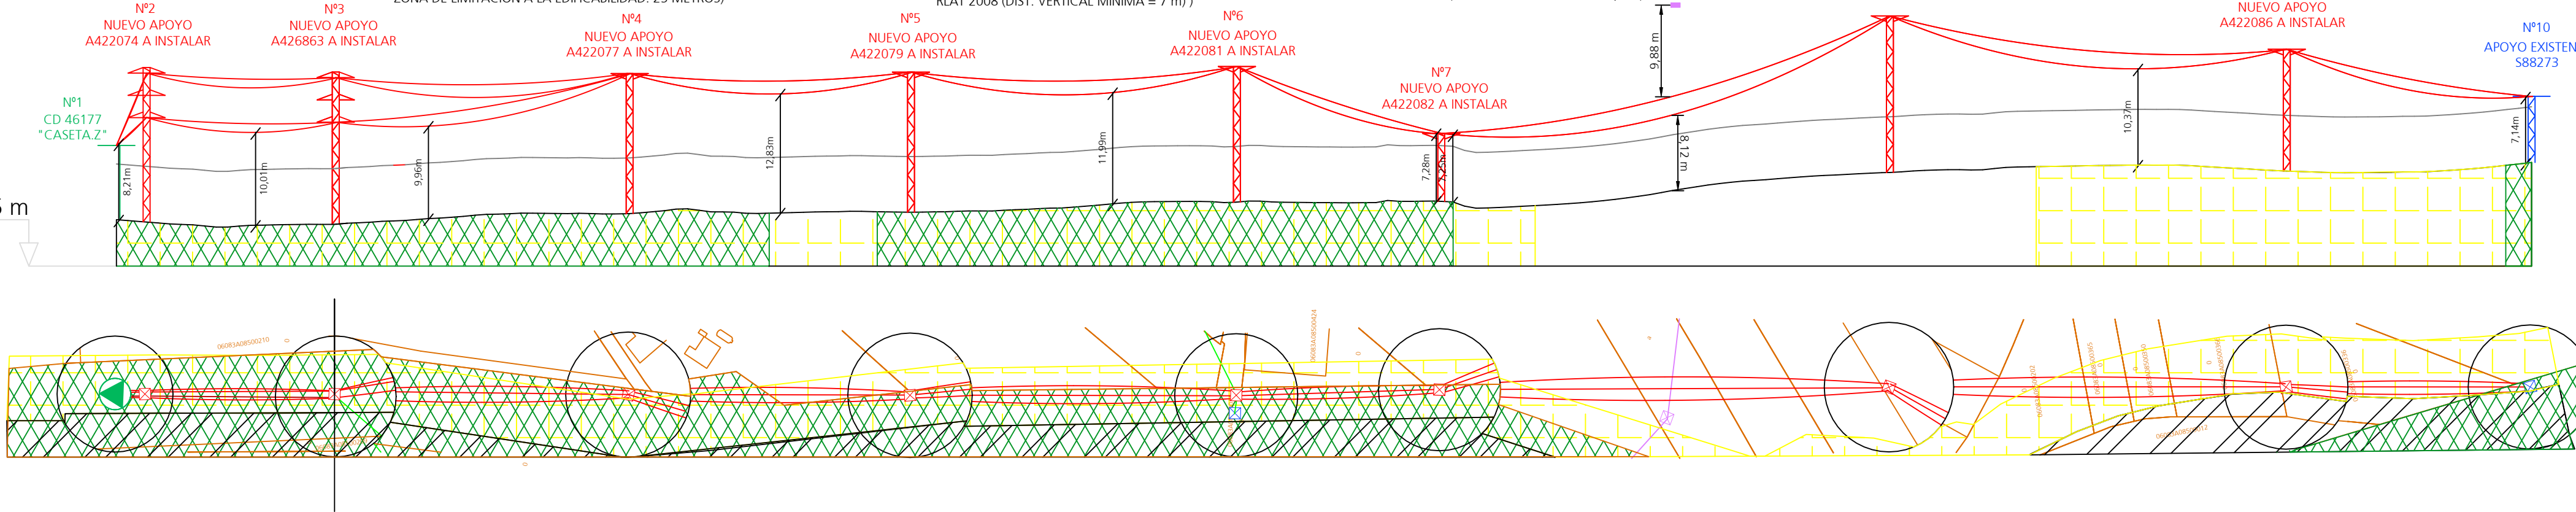 ZONA DE LIMITACIÓN A LA EDIFICABILIDAD: 25 METROS)
RLAT 2008 (DIST. VERTICAL MINIMA = 7 m) )
Nº2
NUEVO APOYO
A422074 A INSTALAR
Nº3
NUEVO APOYO
A426863 A INSTALAR
Nº4
NUEVO APOYO
A422077 A INSTALAR
Nº5
NUEVO APOYO
A422079 A INSTALAR
Nº6
NUEVO APOYO
A422081 A INSTALAR
Nº7
NUEVO APOYO
A422082 A INSTALAR
NUEVO APOYO
A422086 A INSTALAR
Nº10
APOYO EXISTEN
S88273
Nº1
CD 46177
"CASETA.Z"
8,21m
10,01m
9,96m
12,83m
11,99m
7,28m
9,88 m
8,12 m
10,37m
7,14m
m
06083A08500210
06083A08500424
06083A08500012